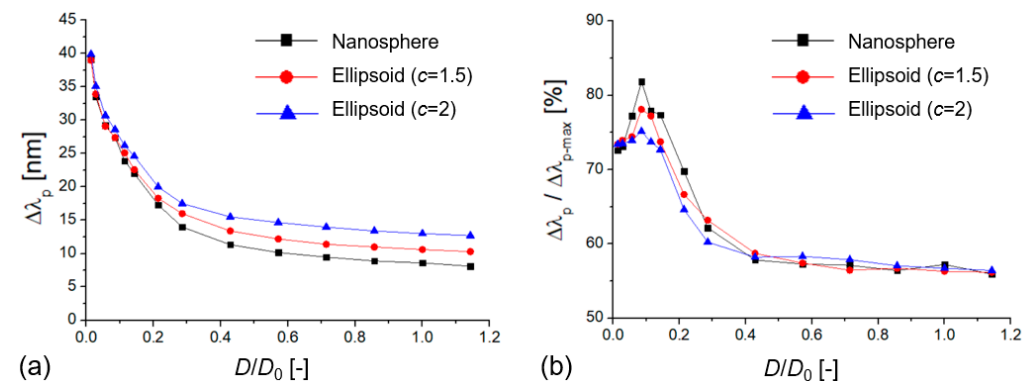 45
40
35
30
25
20
15
10
5
0
Δλp [nm]
Nanosphere
Ellipsoid (c=1.5)
Ellipsoid (c=2)
0.0 0.2 0.4 0.6 0.8 1.0 1.2
(a)
D/D0 [-]
90
80
70
60
50
Δλp / Δλp-max [%]
Nanosphere
Ellipsoid (c=1.5)
Ellipsoid (c=2)
0.0 0.2 0.4 0.6 0.8 1.0 1.2
(b)
D/D0 [-]